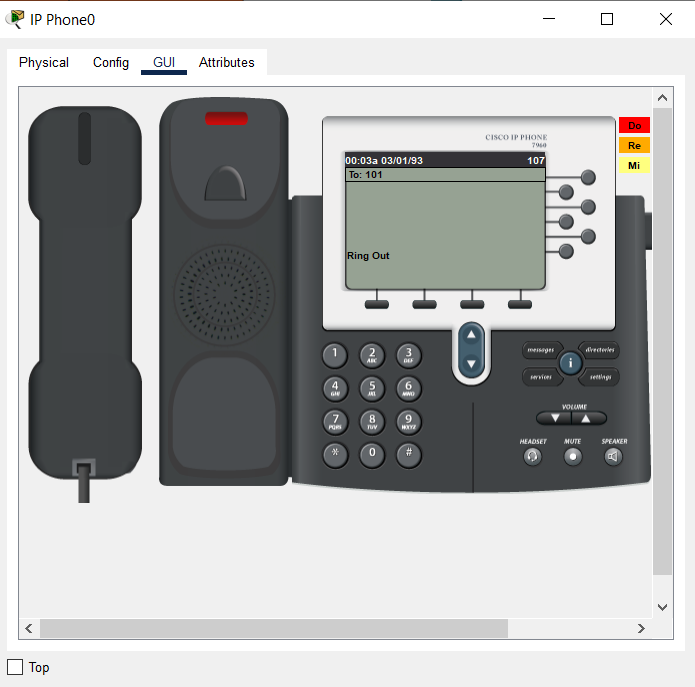 IP Phone0
Physical Config GUI Attributes
CISCO IP PHONE
7960
Do
Re
Mi
00:03a 03/01/93 107
To: 101
Ring Out
1 2 ABC 3 DEF
4 GHI 5 JKL 6 MNO
7 PQRS 8 TUV 9 WXYZ
* 0 #
messages directories
i
services settings
VOLUME
HEADSET MUTE SPEAKER
Top